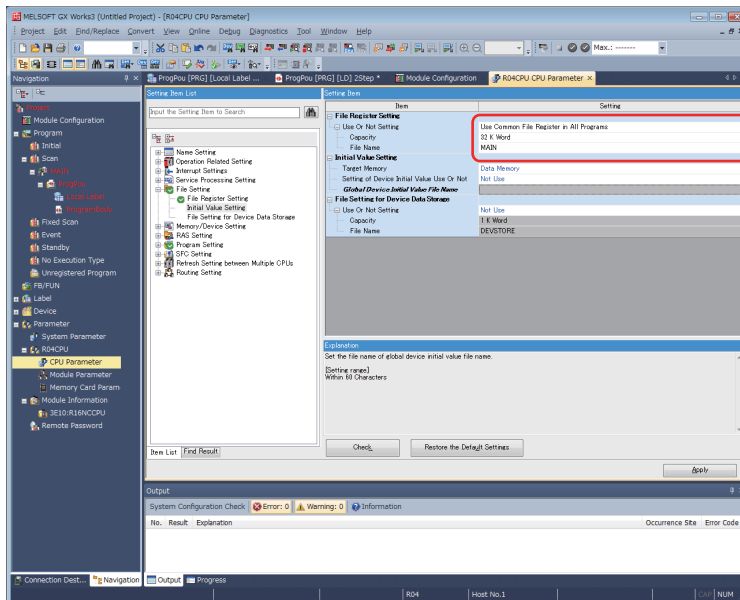 MELSOFT GX Works3 (Untitled Project) - [R04CPU CPU Parameter]
Project Edit Find/Replace Convert View Online Debug Diagnostics Tool Window Help
Max.: -------
Navigation
ProgPou [PRG] [Local Label ...
ProgPou [PRG] [LD] 2Step *
Module Configuration
R04CPU CPU Parameter
Project
Module Configuration
Program
Initial
Scan
MAIN
ProgPou
Local Label
ProgramBody
Fixed Scan
Event
Standby
No Execution Type
Unregistered Program
FB/FUN
Label
Device
Parameter
System Parameter
R04CPU
CPU Parameter
Module Parameter
Memory Card Param
Module Information
3E10:R16NCCPU
Remote Password
Setting Item List
Input the Setting Item to Search
Name Setting
Operation Related Setting
Interrupt Settings
Service Processing Setting
File Setting
File Register Setting
Initial Value Setting
File Setting for Device Data Storage
Memory/Device Setting
RAS Setting
Program Setting
SFC Setting
Refresh Setting between Multiple CPUs
Routing Setting
Item List Find Result
Setting Item
Item Setting
File Register Setting
Use Or Not Setting Use Common File Register in All Programs
Capacity 32 K Word
File Name MAIN
Initial Value Setting
Target Memory Data Memory
Setting of Device Initial Value Use Or Not Not Use
Global Device Initial Value File Name
File Setting for Device Data Storage
Use Or Not Setting Not Use
Capacity 1 K Word
File Name DEVSTORE
Explanation
Set the file name of global device initial value file name.
[Setting range]
Within 60 Characters
Check Restore the Default Settings
Apply
Output
System Configuration Check Error: 0 Warning: 0 Information
No. Result Explanation Occurrence Site Error Code
Connection Dest... Navigation Output Progress
R04 Host No.1 CAP NUM